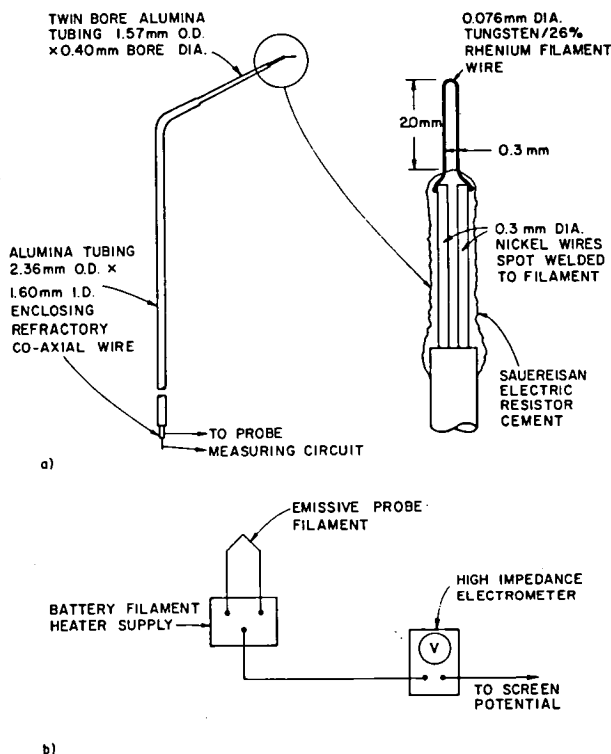 TWIN BORE ALUMINA
TUBING 1.57mm O.D.
×0.40mm BORE DIA.
0.076mm DIA.
TUNGSTEN/26%
RHENIUM FILAMENT
WIRE
2.0mm
0.3 mm
ALUMINA TUBING
2.36mm O.D. ×
1.60mm I.D.
ENCLOSING
REFRACTORY
CO-AXIAL WIRE
0.3 mm DIA.
NICKEL WIRES
SPOT WELDED
TO FILAMENT
SAUEREISAN
ELECTRIC
RESISTOR
CEMENT
TO PROBE
MEASURING CIRCUIT
a)
EMISSIVE PROBE
FILAMENT
BATTERY FILAMENT
HEATER SUPPLY
HIGH IMPEDANCE
ELECTROMETER
V
TO SCREEN
POTENTIAL
b)